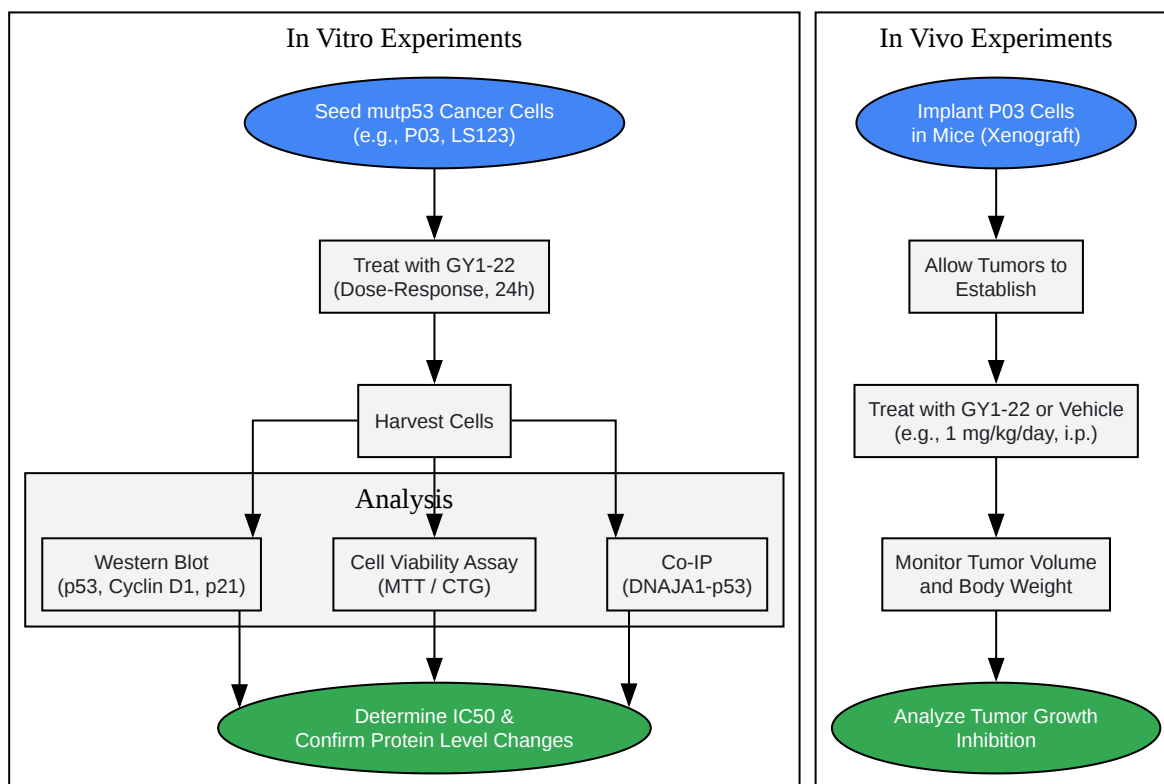 In Vitro Experiments
Seed mutp53 Cancer Cells
(e.g., P03, LS123)
Treat with GY1-22
(Dose-Response, 24h)
Harvest Cells
Analysis
Western Blot
(p53, Cyclin D1, p21)
Cell Viability Assay
(MTT / CTG)
Co-IP
(DNAJA1-p53)
Determine IC50 &
Confirm Protein Level Changes
In Vivo Experiments
Implant P03 Cells
in Mice (Xenograft)
Allow Tumors to
Establish
Treat with GY1-22 or Vehicle
(e.g., 1 mg/kg/day, i.p.)
Monitor Tumor Volume
and Body Weight
Analyze Tumor Growth
Inhibition